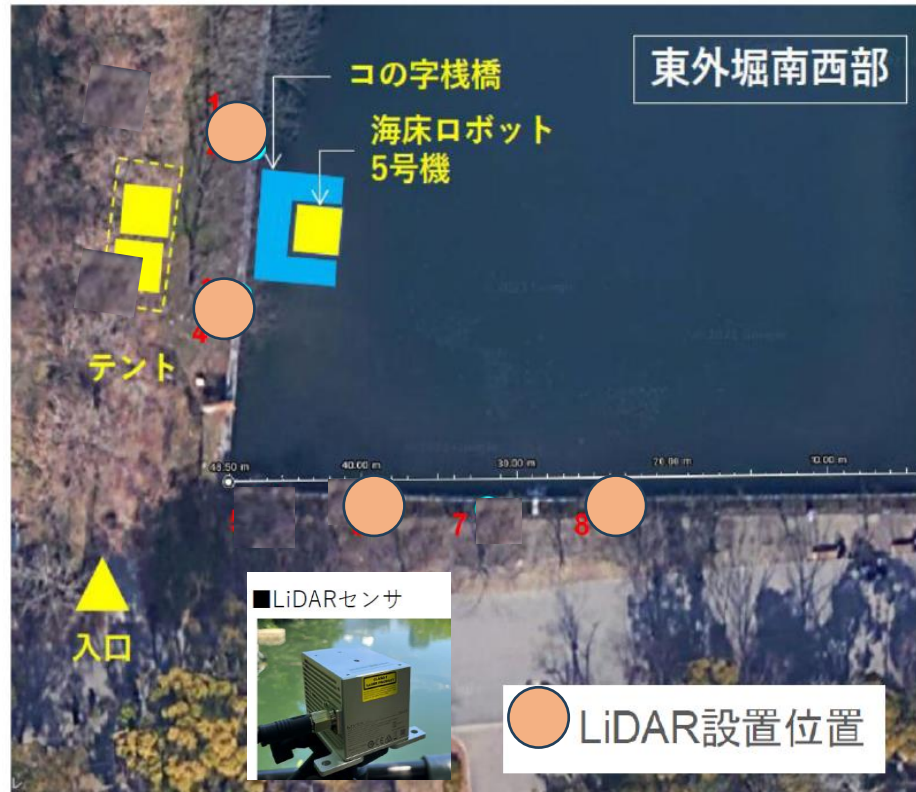 東外堀南西部
コの字桟橋
海床ロボット
5号機
4
テント
40.00 m
30.00 m
10.00 m
7
8
入口
■LiDARセンサ
LiDAR設置位置